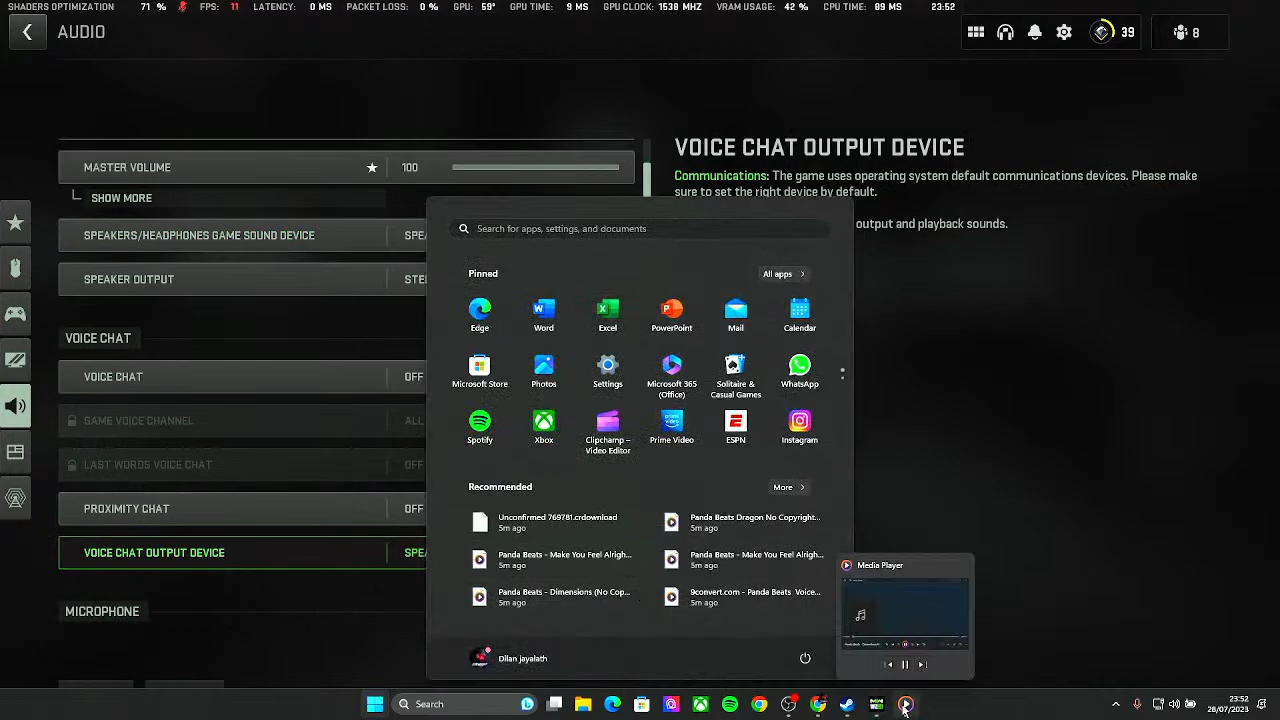 SHADERS OPTIMIZATION 71 % FPS: 11 LATENCY: 0 MS PACKET LOSS: 0 % GPU: 59° GPU TIME: 9 MS GPU CLOCK: 1538 MHZ VRAM USAGE: 42 % CPU TIME: 89 MS 23:52
AUDIO
39
8
MASTER VOLUME 100
SHOW MORE
SPEAKERS/HEADPHONES GAME SOUND DEVICE SPE
SPEAKER OUTPUT STE
VOICE CHAT
VOICE CHAT OFF
GAME VOICE CHANNEL ALL
LAST WORDS VOICE CHAT OFF
PROXIMITY CHAT OFF
VOICE CHAT OUTPUT DEVICE SPE
MICROPHONE
VOICE CHAT OUTPUT DEVICE
Communications: The game uses operating system default communications devices. Please make
sure to set the right device by default.
output and playback sounds.
Search for apps, settings, and documents
Pinned
All apps >
Edge Word Excel PowerPoint Mail Calendar
Microsoft Store Photos Settings Microsoft 365
(Office) Solitaire &
Casual Games WhatsApp
Spotify Xbox Clipchamp –
Video Editor Prime Video ESPN Instagram
Recommended
More >
Unconfirmed 769781.crdownload
5m ago
Panda Beats Dragon No Copyright...
5m ago
Panda Beats - Make You Feel Alrigh...
5m ago
Panda Beats - Make You Feel Alrigh...
5m ago
Panda Beats - Dimensions (No Cop...
5m ago
9convert.com - Panda Beats Voice...
5m ago
Dilan jayalath
Media Player
Search
23:52
28/07/2023